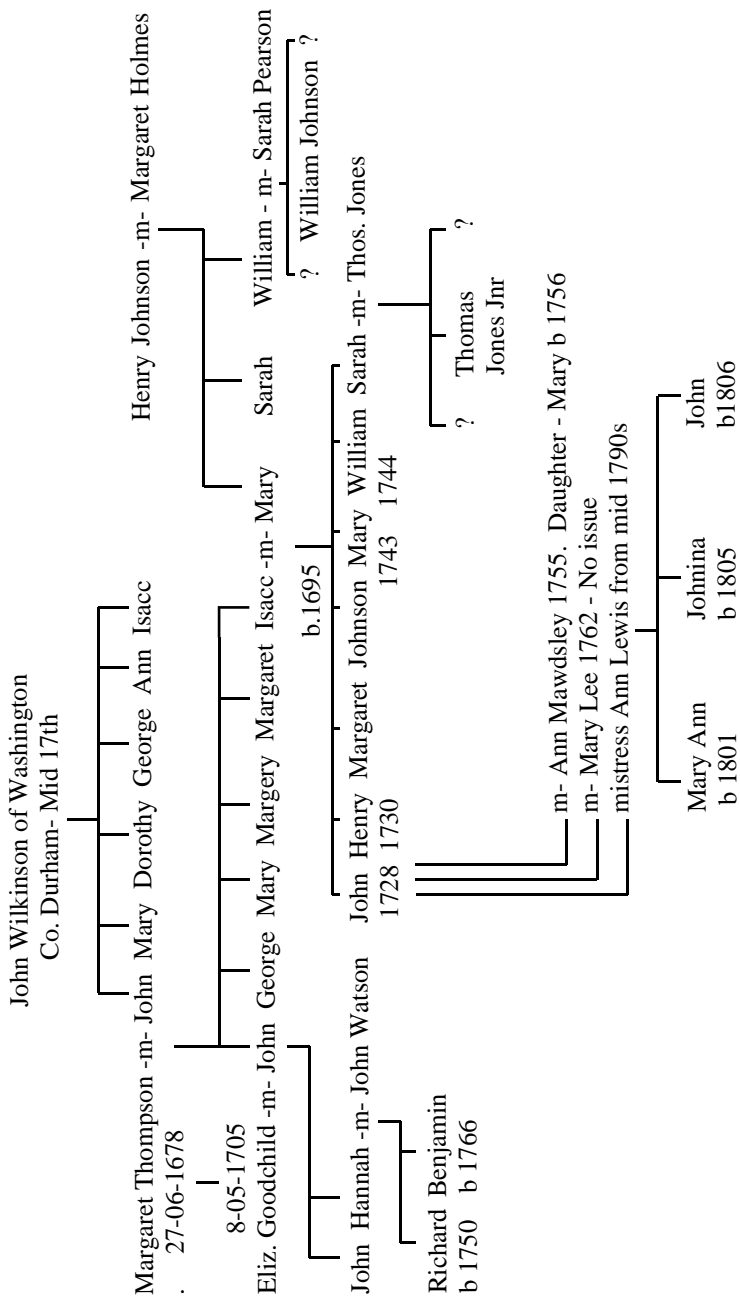 John Wilkinson of Washington
Co. Durham- Mid 17th
Margaret Thompson -m- John Mary Dorothy George Ann Isacc
Henry Johnson -m- Margaret Holmes
. 27-06-1678
8-05-1705
Eliz. Goodchild -m- John George Mary Margery Margaret Isacc -m- Mary
Sarah
William - m- Sarah Pearson
b.1695
? William Johnson ?
John Hannah -m- John Watson
John Henry Margaret Johnson Mary William Sarah -m- Thos. Jones
1728 1730
1743 1744
Richard Benjamin
b 1750 b 1766
? Thomas ?
Jones Jnr
m- Ann Mawdsley 1755. Daughter - Mary b 1756
m- Mary Lee 1762 - No issue
mistress Ann Lewis from mid 1790s
Mary Ann
b 1801
Johnina
b 1805
John
b1806